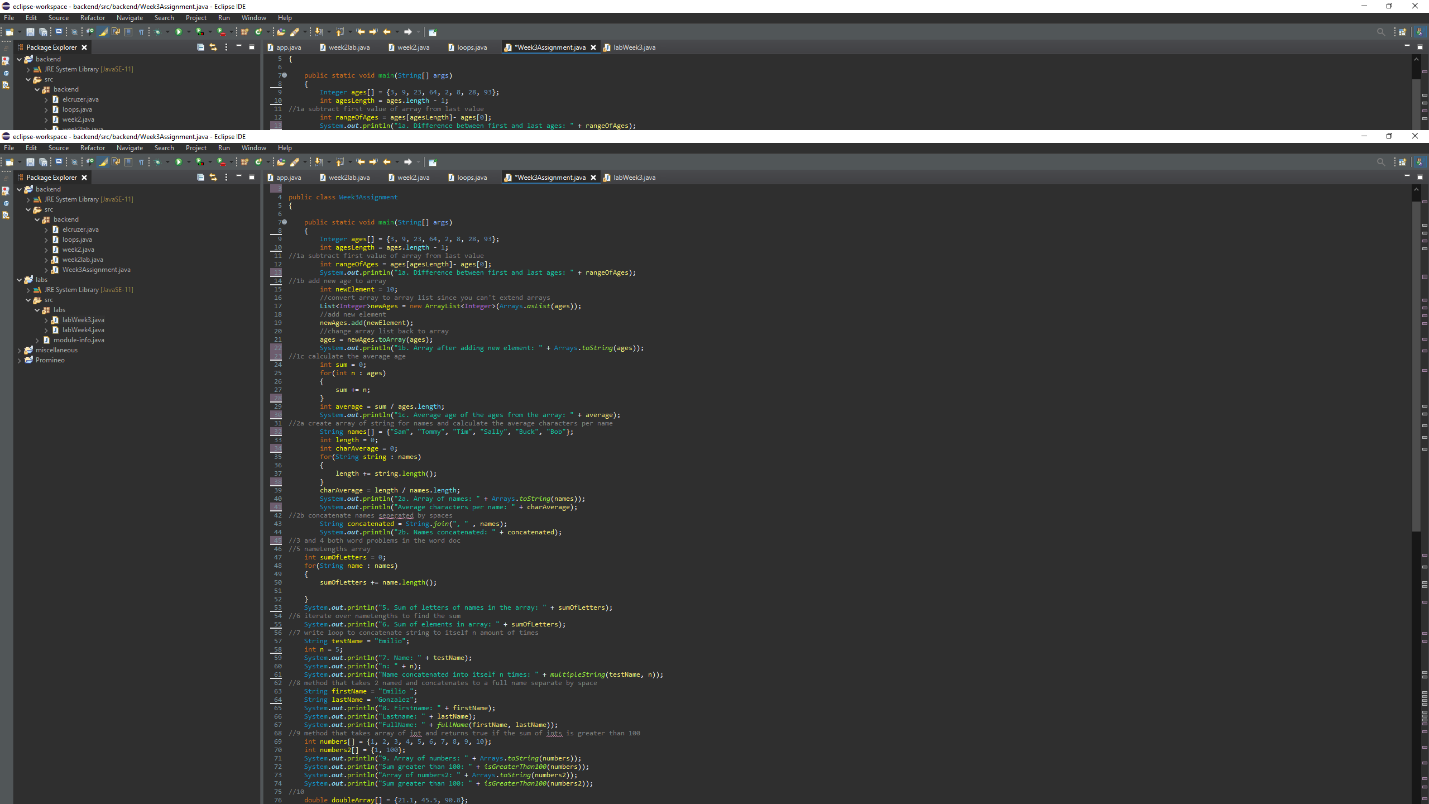 eclipse-workspace - backend/src/backend/Week3Assignment.java - Eclipse IDE
File Edit Source Refactor Navigate Search Project Run Window Help
Package Explorer
app.java week2lab.java week2.java loops.java *Week3Assignment.java labWeek3.java
backend
JRE System Library [JavaSE-11]
src
backend
elcruzer.java
loops.java
week2.java
week2lab.java
5 {
6
7 public static void main(String[] args)
8 {
9 Integer ages[] = {3, 9, 23, 64, 2, 8, 28, 93};
10 int agesLength = ages.length - 1;
11 //1a subtract first value of array from last value
12 int rangeOfAges = ages[agesLength]- ages[0];
13 System.out.println("1a. Difference between first and last ages: " + rangeOfAges);
eclipse-workspace - backend/src/backend/Week3Assignment.java - Eclipse IDE
File Edit Source Refactor Navigate Search Project Run Window Help
Package Explorer
app.java week2lab.java week2.java loops.java *Week3Assignment.java labWeek3.java
backend
JRE System Library [JavaSE-11]
src
backend
elcruzer.java
loops.java
week2.java
week2lab.java
Week3Assignment.java
labs
JRE System Library [JavaSE-11]
src
labs
labWeek3.java
labWeek4.java
module-info.java
miscellaneous
Promineo
3
4 public class Week3Assignment
5 {
6
7 public static void main(String[] args)
8 {
9 Integer ages[] = {3, 9, 23, 64, 2, 8, 28, 93};
10 int agesLength = ages.length - 1;
11 //1a subtract first value of array from last value
12 int rangeOfAges = ages[agesLength]- ages[0];
13 System.out.println("1a. Difference between first and last ages: " + rangeOfAges);
14 //1b add new age to array
15 int newElement = 10;
16 //convert array to array list since you can't extend arrays
17 List<Integer>newAges = new ArrayList<Integer>(Arrays.asList(ages));
18 //add new element
19 newAges.add(newElement);
20 //change array list back to array
21 ages = newAges.toArray(ages);
22 System.out.println("1b. Array after adding new element: " + Arrays.toString(ages));
23 //1c calculate the average age
24 int sum = 0;
25 for(int n : ages)
26 {
27 sum += n;
28 }
29 int average = sum / ages.length;
30 System.out.println("1c. Average age of the ages from the array: " + average);
31 //2a create array of string for names and calculate the average characters per name
32 String names[] = {"Sam", "Tommy", "Tim", "Sally", "Buck", "Bob"};
33 int length = 0;
34 int charAverage = 0;
35 for(String string : names)
36 {
37 length += string.length();
38 }
39 charAverage = length / names.length;
40 System.out.println("2a. Array of names: " + Arrays.toString(names));
41 System.out.println("Average characters per name: " + charAverage);
42 //2b concatenate names seperated by spaces
43 String concatenated = String.join(", " , names);
44 System.out.println("2b. Names concatenated: " + concatenated);
45 //3 and 4 both word problems in the word doc
46 //5 nameLengths array
47 int sumOfLetters = 0;
48 for(String name : names)
49 {
50 sumOfLetters += name.length();
51
52 }
53 System.out.println("5. Sum of letters of names in the array: " + sumOfLetters);
54 //6 iterate over nameLengths to find the sum
55 System.out.println("6. Sum of elements in array: " + sumOfLetters);
56 //7 write loop to concatenate string to itself n amount of times
57 String testName = "Emilio";
58 int n = 5;
59 System.out.println("7. Name: " + testName);
60 System.out.println("n: " + n);
61 System.out.println("Name concatenated into itself n times: " + multipleString(testName, n));
62 //8 method that takes 2 named and concatenates to a full name separate by space
63 String firstName = "Emilio ";
64 String lastName = "Gonzalez";
65 System.out.println("8. Firstname: " + firstName);
66 System.out.println("Lastname: " + lastName);
67 System.out.println("FullName: " + fullName(firstName, lastName));
68 //9 method that takes array of int and returns true if the sum of ints is greater than 100
69 int numbers[] = {1, 2, 3, 4, 5, 6, 7, 8, 9, 10};
70 int numbers2[] = {1, 100};
71 System.out.println("9. Array of numbers: " + Arrays.toString(numbers));
72 System.out.println("Sum greater than 100: " + isGreaterThan100(numbers));
73 System.out.println("Array of numbers2: " + Arrays.toString(numbers2));
74 System.out.println("Sum greater than 100: " + isGreaterThan100(numbers2));
75 //10
76 double doubleArray[] = {21.1, 45.5, 90.8};